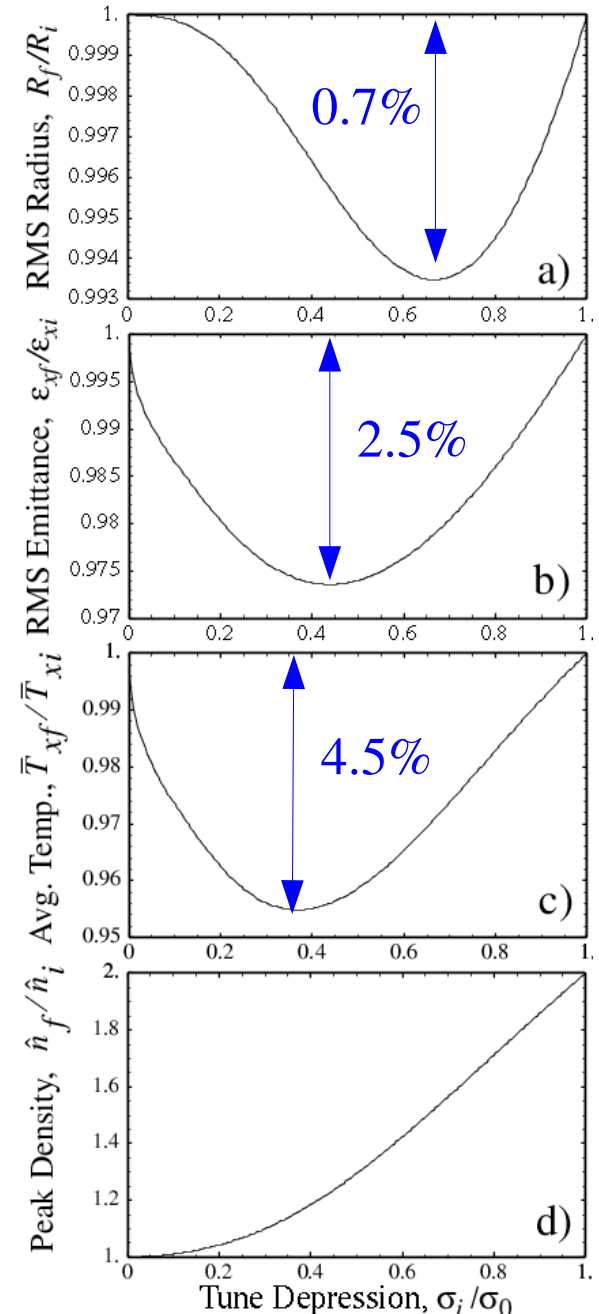 RMS Radius, R_f/R_i
1.
0.999
0.998
0.997
0.996
0.995
0.994
0.993
0.7%
a)
0. 0.2 0.4 0.6 0.8 1.
RMS Emittance, ε_xf/ε_xi
1.
0.995
0.99
0.985
0.98
0.975
0.97
2.5%
b)
0. 0.2 0.4 0.6 0.8 1.
Avg. Temp., T̅_xf/T̅_xi
1.
0.99
0.98
0.97
0.96
0.95
4.5%
c)
0. 0.2 0.4 0.6 0.8 1.
Peak Density, n̂_f/n̂_i
2.
1.8
1.6
1.4
1.2
1.
d)
0. 0.2 0.4 0.6 0.8 1.
Tune Depression, σ_i/σ_0